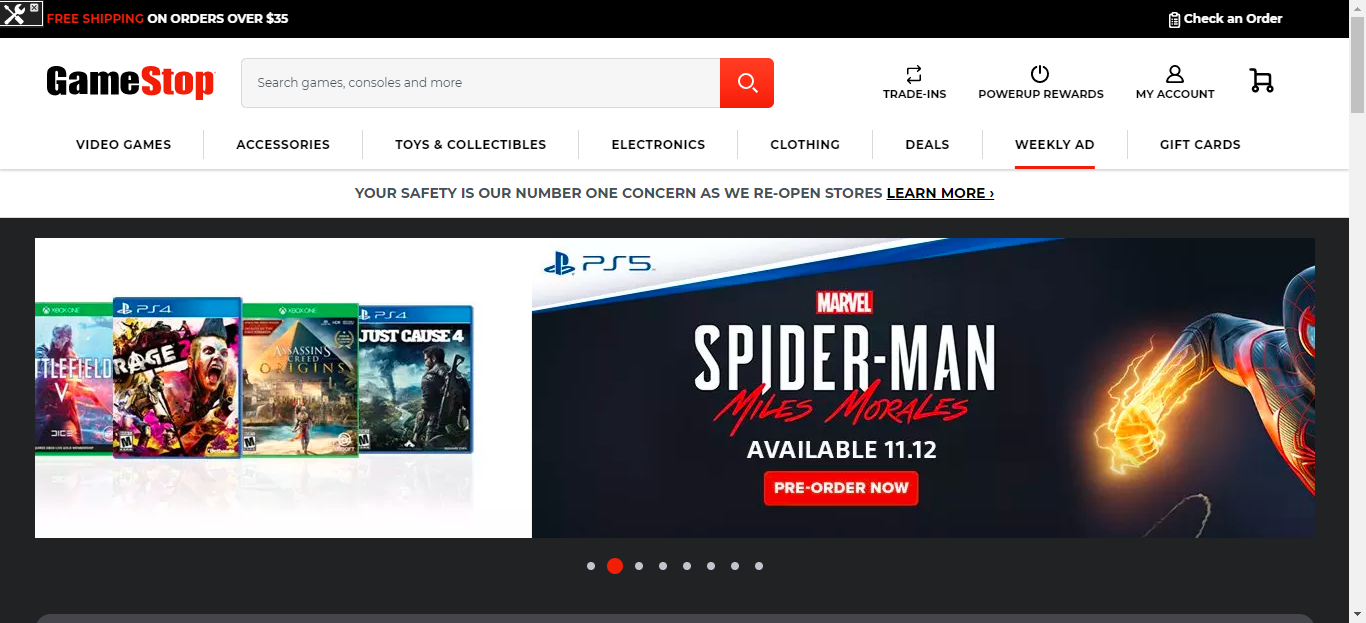 FREE SHIPPING ON ORDERS OVER $35
Check an Order
GameStop
Search games, consoles and more
TRADE-INS
POWERUP REWARDS
MY ACCOUNT
VIDEO GAMES
ACCESSORIES
TOYS & COLLECTIBLES
ELECTRONICS
CLOTHING
DEALS
WEEKLY AD
GIFT CARDS
YOUR SAFETY IS OUR NUMBER ONE CONCERN AS WE RE-OPEN STORES LEARN MORE ›
XBOX ONE
TTLEFIELD
V
DICE
PS4
RAGE 2
M
XBOX ONE
ASSASSIN'S
CREED
ORIGINS
M
UBISOFT
PS4
JUST CAUSE 4
M
PS5
MARVEL
SPIDER-MAN
MILES MORALES
AVAILABLE 11.12
PRE-ORDER NOW